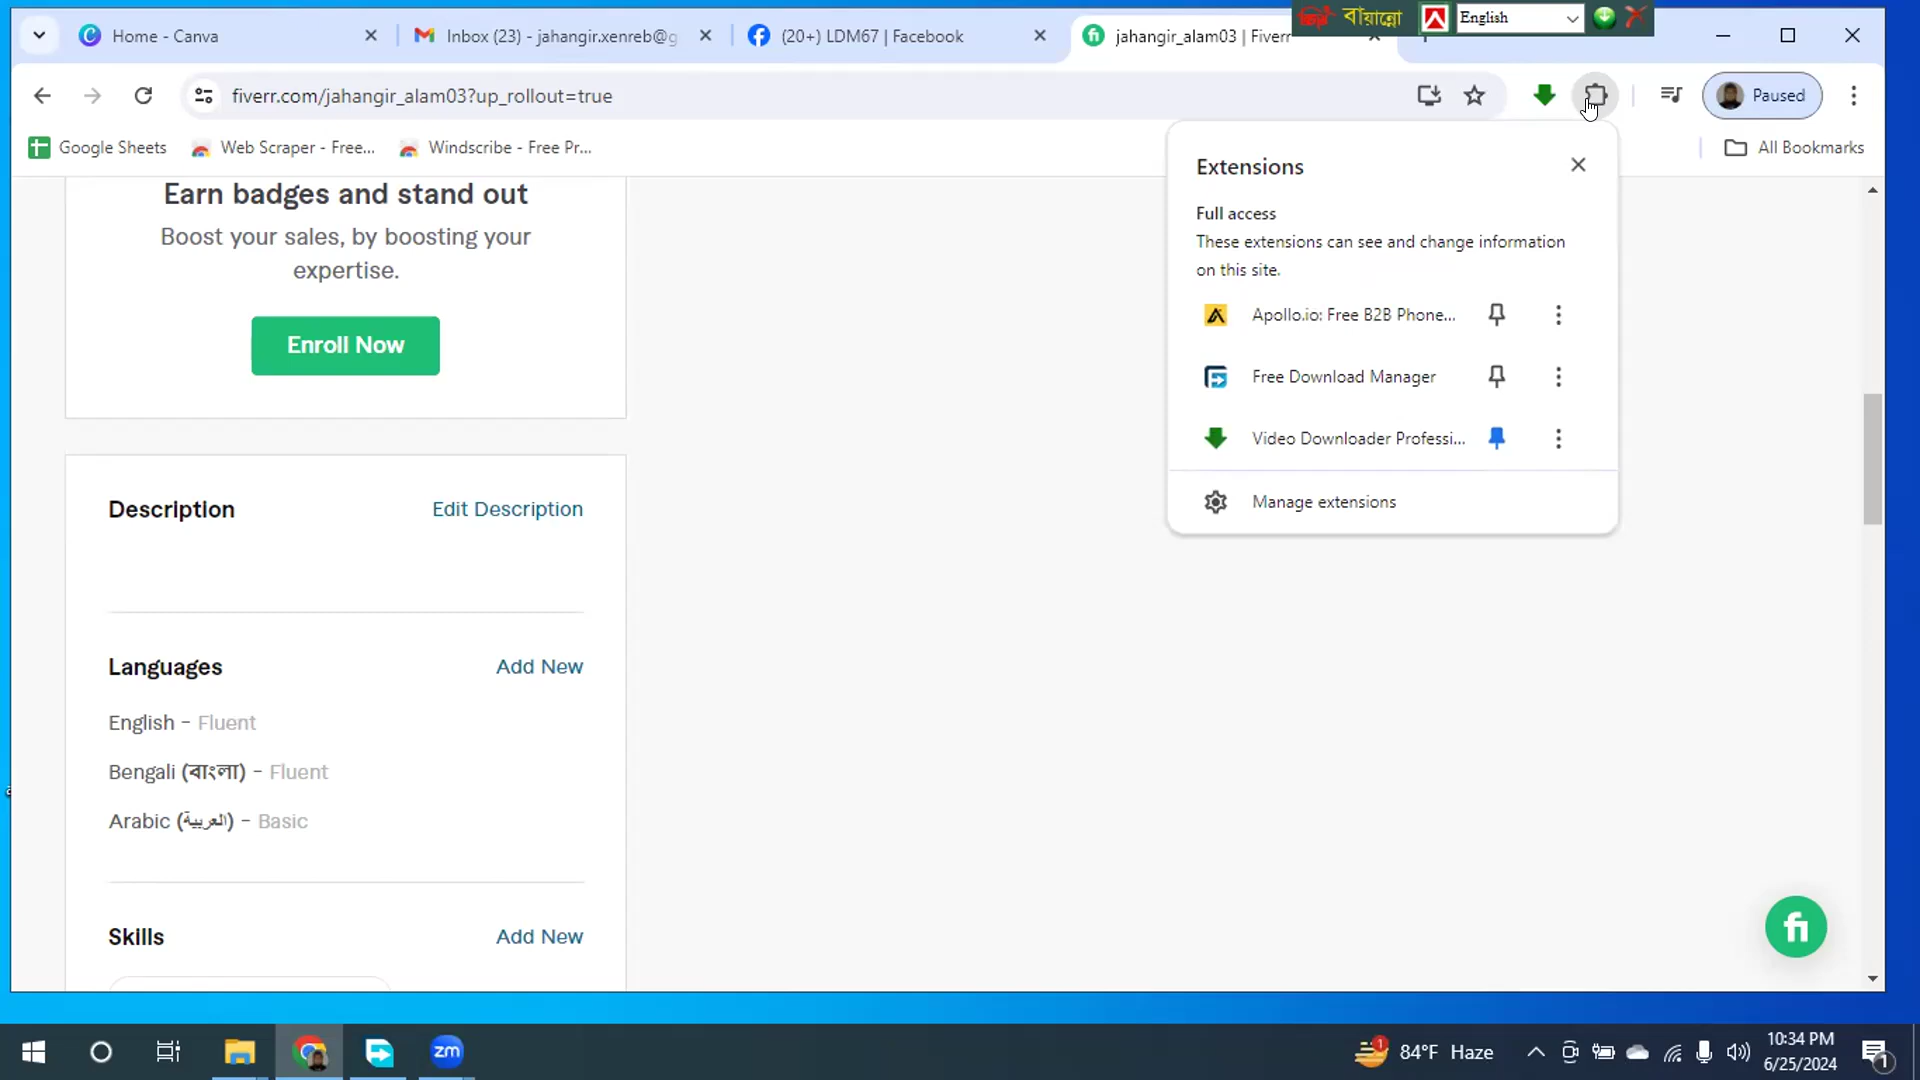 Home - Canva
Inbox (23) - jahangir.xenreb@g
(20+) LDM67 | Facebook
jahangir_alam03 | Fiverr
বায়ান্নো
English
fiverr.com/jahangir_alam03?up_rollout=true
Paused
Google Sheets
Web Scraper - Free...
Windscribe - Free Pr...
All Bookmarks
Earn badges and stand out
Boost your sales, by boosting your
expertise.
Enroll Now
Extensions
Full access
These extensions can see and change information
on this site.
Apollo.io: Free B2B Phone...
Free Download Manager
Video Downloader Professi...
Manage extensions
Description
Edit Description
Languages
Add New
English - Fluent
Bengali (বাংলা) - Fluent
Arabic (العربية) - Basic
Skills
Add New
fi
zm
1
84°F Haze
10:34 PM
6/25/2024
1